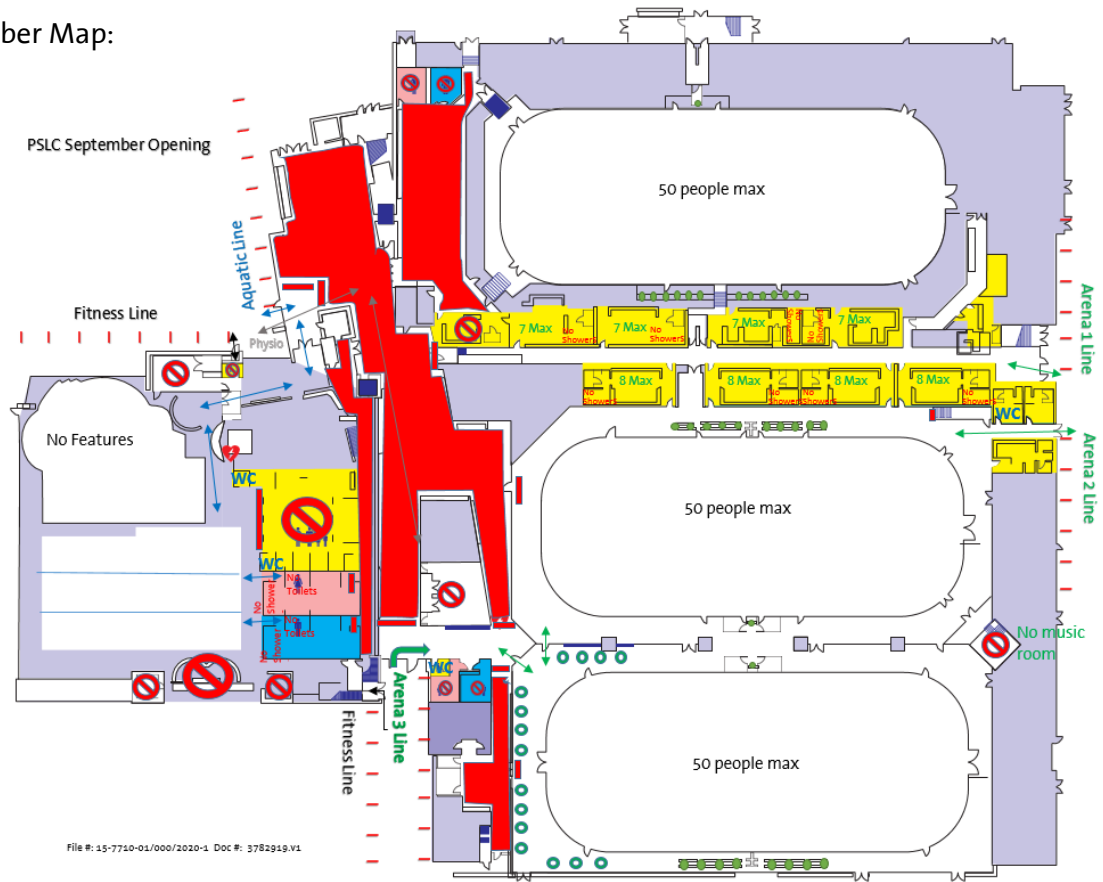 ber Map:
PSLC September Opening
50 people max
Aquatic Line
Fitness Line
Physio
Arena 1 Line
7 Max
No Showers
7 Max
No Showers
7 Max
No Showers
No Showers
7 Max
8 Max
No Showers
8 Max
No Showers
No Showers
8 Max
8 Max
No Showers
WC
No Features
WC
50 people max
Arena 2 Line
WC
No Shower
No
Toilets
No Shower
No
Toilets
No music
room
WC
Arena 3 Line
Fitness Line
50 people max
File #: 15-7710-01/000/2020-1 Doc #: 3782919.v1